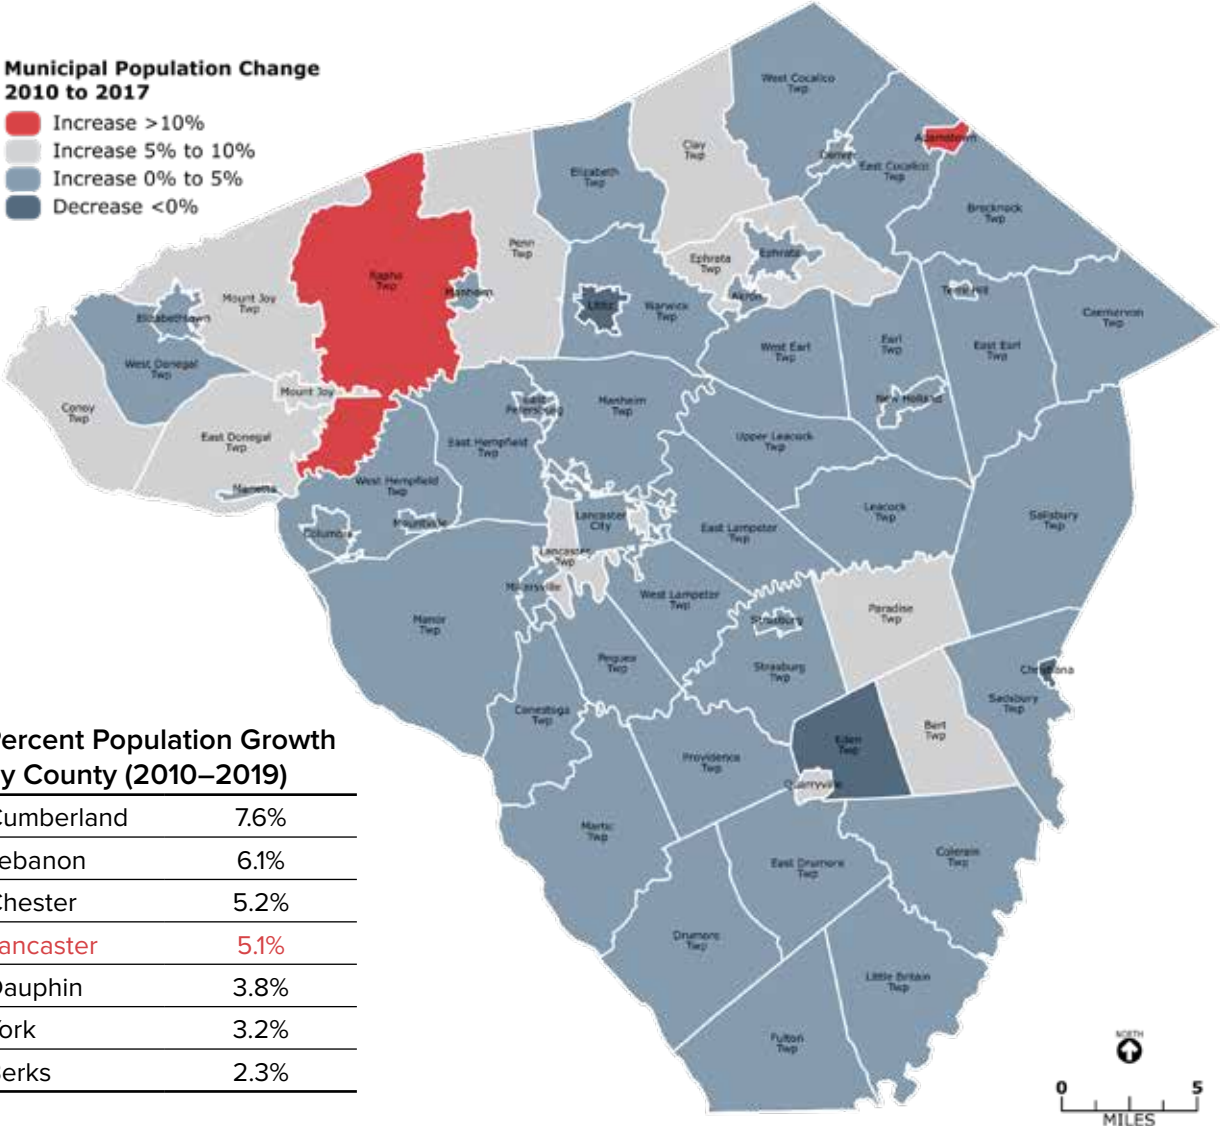 Municipal Population Change
2010 to 2017
Increase >10%
Increase 5% to 10%
Increase 0% to 5%
Decrease <0%
West Cocalico
Twp
Clay
Twp
Adamstown
Denver
East Cocalico
Twp
Elizabeth
Twp
Brecknock
Twp
Penn
Twp
Ephrata
Twp
Ephrata
Rapho
Twp
Manheim
Akron
Terre Hill
Mount Joy
Twp
Elizabethtown
Lititz
Warwick
Twp
Caernarvon
Twp
West Earl
Twp
Earl
Twp
East Earl
Twp
West Donegal
Twp
Mount Joy
Conoy
Twp
East
Petersburg
Manheim
Twp
New Holland
East Donegal
Twp
East Hempfield
Twp
Upper Leacock
Twp
Marietta
West Hempfield
Twp
Leacock
Twp
Salisbury
Twp
Columbia
Mountville
Lancaster
City
East Lampeter
Twp
Lancaster
Twp
Millersville
West Lampeter
Twp
Paradise
Twp
Manor
Twp
Strasburg
Pequea
Twp
Strasburg
Twp
Christiana
Sadsbury
Twp
Conestoga
Twp
Bart
Twp
Eden
Twp
Providence
Twp
Quarryville
Martic
Twp
East Drumore
Twp
Colerain
Twp
Drumore
Twp
Little Britain
Twp
Fulton
Twp
ercent Population Growth
y County (2010–2019)
umberland 7.6%
ebanon 6.1%
hester 5.2%
ancaster 5.1%
auphin 3.8%
ork 3.2%
erks 2.3%
NORTH
0 5
MILES